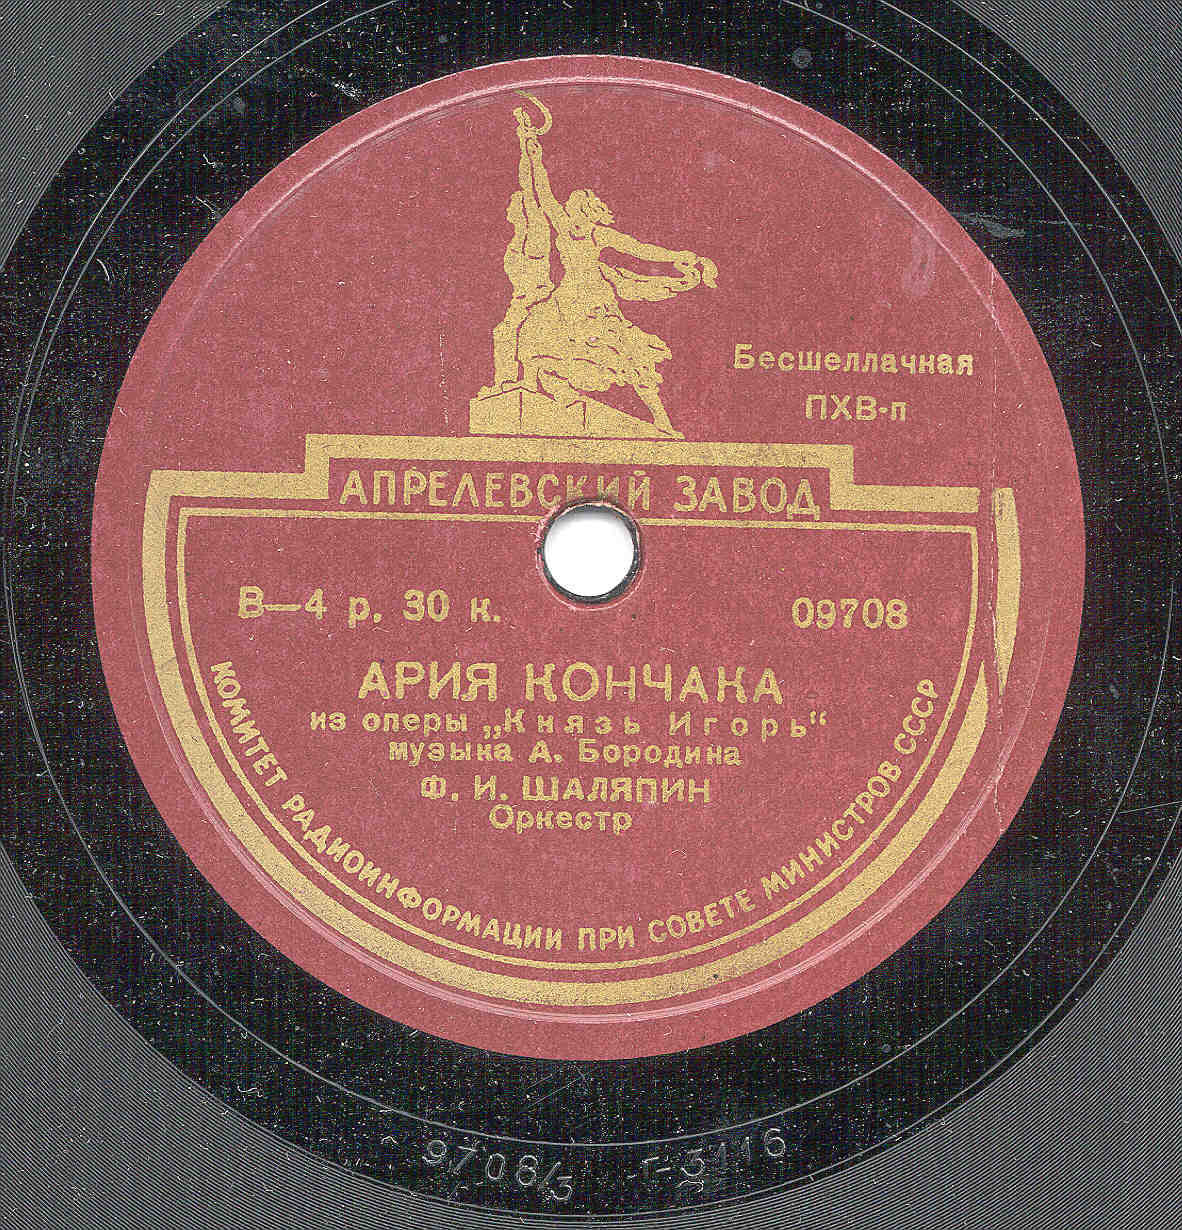 Бесшеллачная
ПХВ-п
АПРЕЛЕВСКИЙ ЗАВОД
В—4 р. 30 к.
09708
АРИЯ КОНЧАКА
из оперы „Князь Игорь“
музыка А. Бородина
Ф. И. ШАЛЯПИН
Оркестр
КОМИТЕТ РАДИОИНФОРМАЦИИ ПРИ СОВЕТЕ МИНИСТРОВ СССР
9708/3 Г-3116